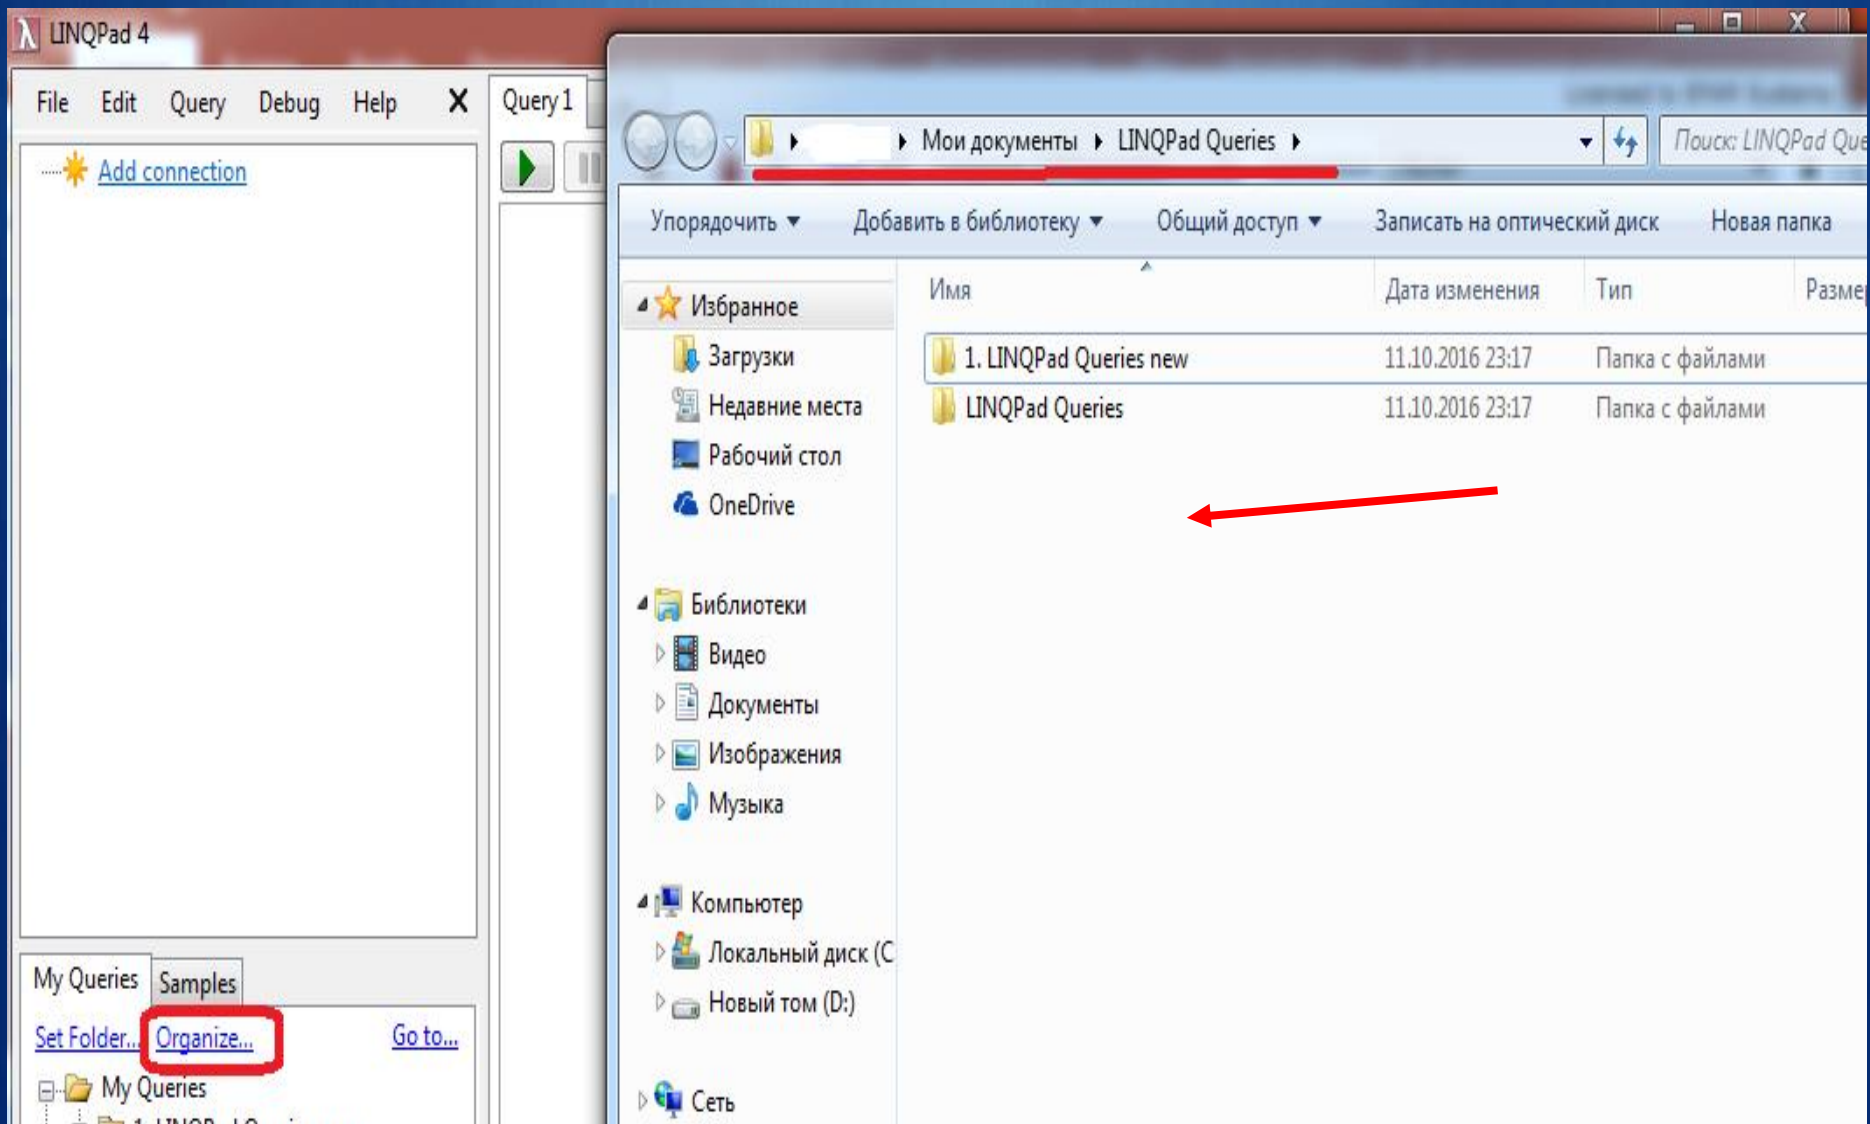 LINQPad 4
File Edit Query Debug Help X
Add connection
My Queries Samples
Set Folder... Organize... Go to...
My Queries
Query 1
Мои документы LINQPad Queries
Поиск: LINQPad Que
Упорядочить Добавить в библиотеку Общий доступ Записать на оптический диск Новая папка
Имя Дата изменения Тип Размер
1. LINQPad Queries new 11.10.2016 23:17 Папка с файлами
LINQPad Queries 11.10.2016 23:17 Папка с файлами
Избранное
Загрузки
Недавние места
Рабочий стол
OneDrive
Библиотеки
Видео
Документы
Изображения
Музыка
Компьютер
Локальный диск (C
Новый том (D:)
Сеть